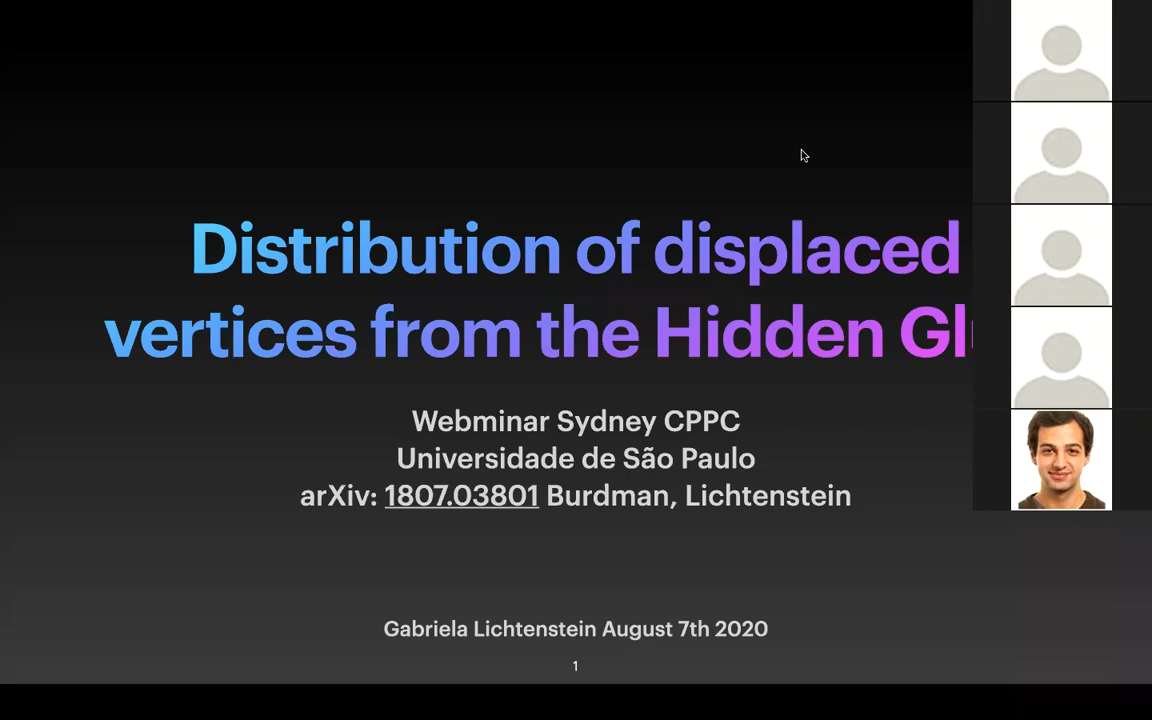 Distribution of displaced
vertices from the Hidden
Webminar Sydney CPPC
Universidade de São Paulo
arXiv: 1807.03801 Burdman, Lichtenstein
Gabriela Lichtenstein August 7th 2020
1